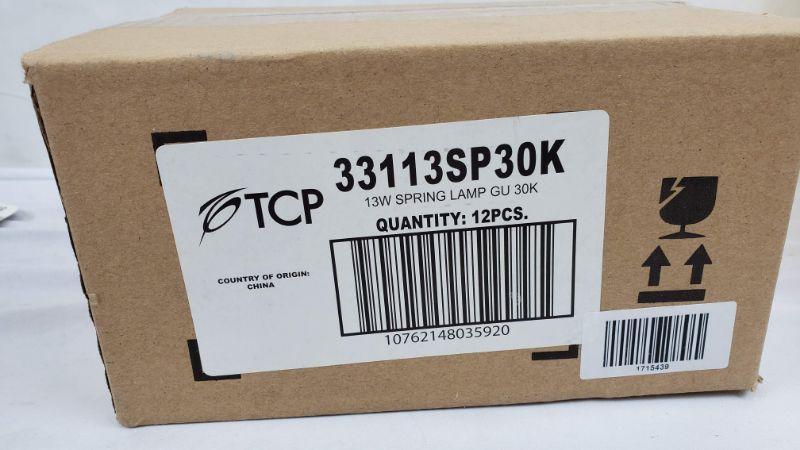 TCP
33113SP30K
13W SPRING LAMP GU 30K
QUANTITY: 12PCS.
COUNTRY OF ORIGIN:
CHINA
10762148035920
1715439